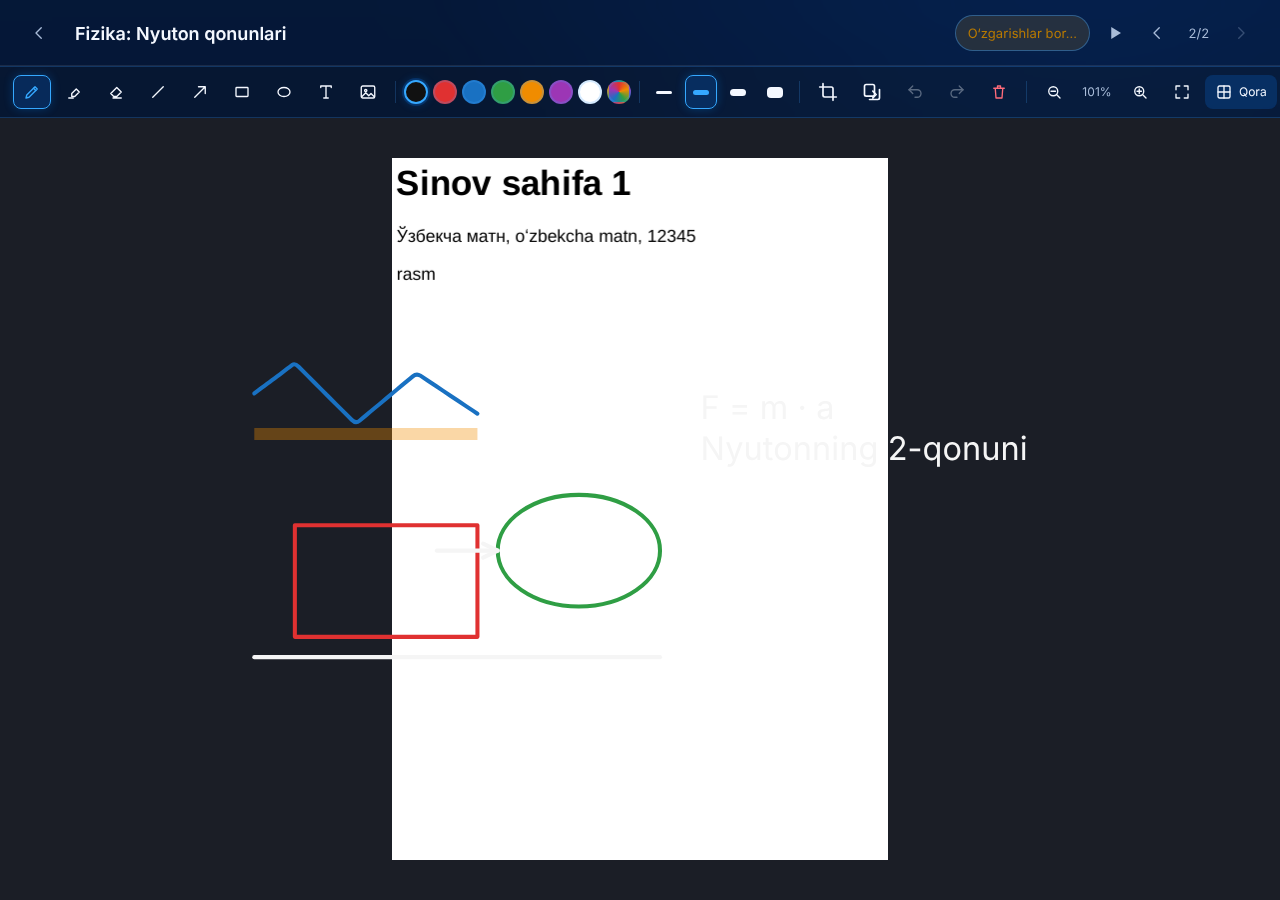 Fizika: Nyuton qonunlari
O'zgarishlar bor...
2/2
101%
Qora
Sinov sahifa 1
Ўзбекча матн, oʻzbekcha matn, 12345
rasm
F = m · a
Nyutonning 2-qonuni